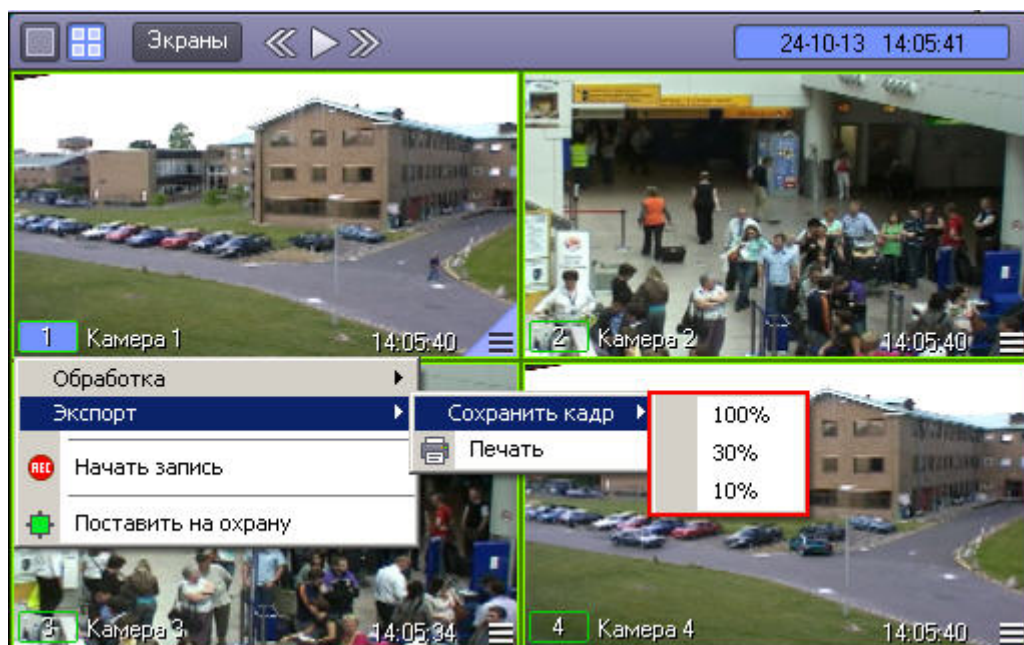 Экраны
24-10-13 14:05:41
1 Камера 1 14:05:40
2 Камера 2 14:05:40
Обработка
Экспорт
Сохранить кадр
100%
Печать
30%
REC Начать запись
10%
Поставить на охрану
3 Камера 3 14:05:34
4 Камера 4 14:05:40